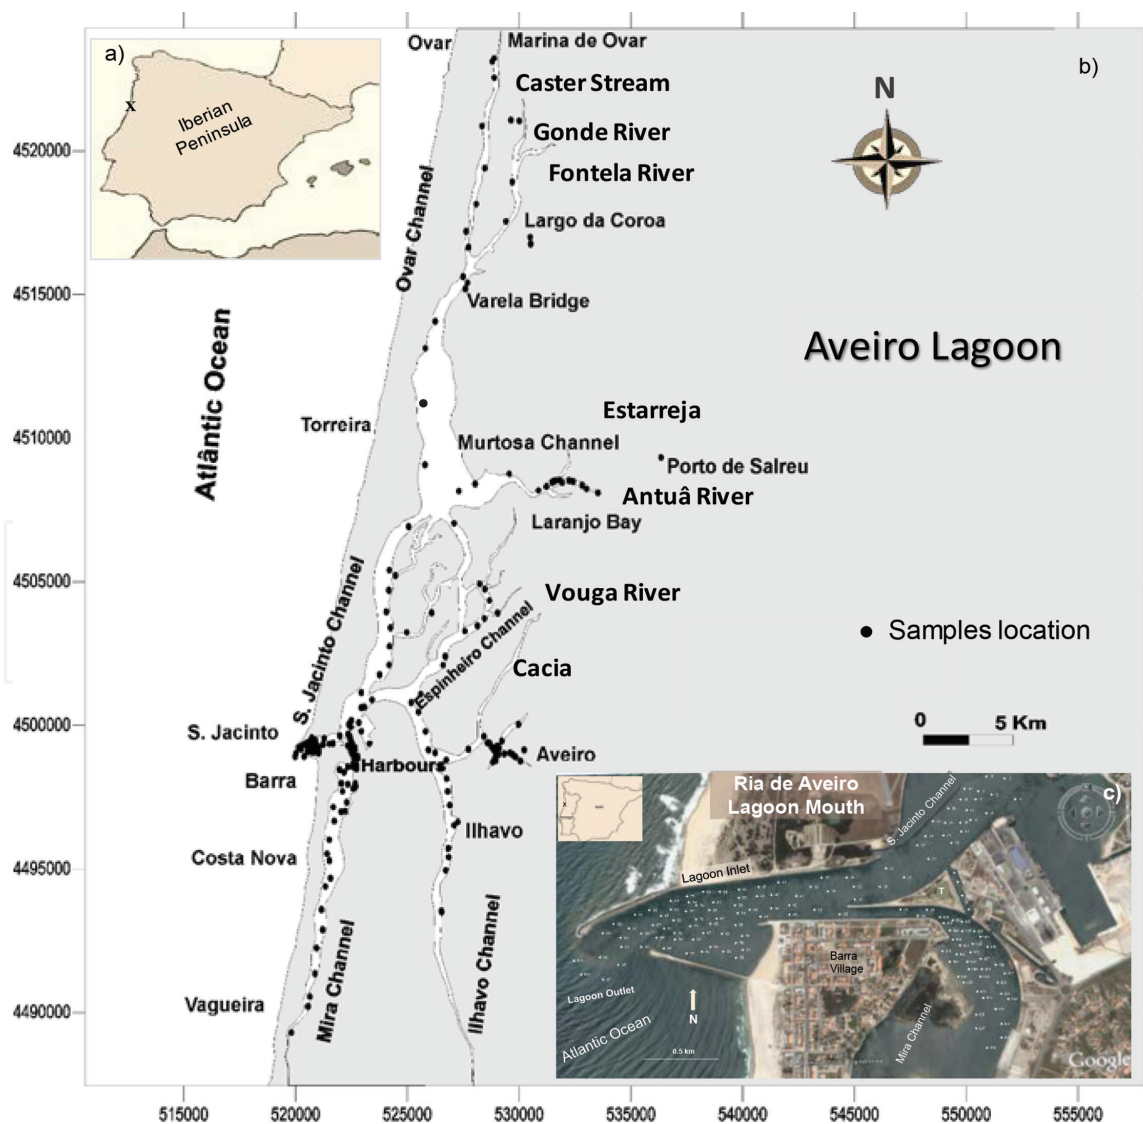 a)
x
Iberian
Peninsula
b)
N
Ovar
Marina de Ovar
Caster Stream
Gonde River
Fontela River
Largo da Coroa
Ovar Channel
Varela Bridge
Atlântic Ocean
Aveiro Lagoon
Torreira
Estarreja
Murtosa Channel
Porto de Salreu
Antuâ River
Laranjo Bay
Vouga River
S. Jacinto Channel
Espinheiro Channel
Samples location
Cacia
0 5 Km
S. Jacinto
Aveiro
Harbours
Barra
Ilhavo
Costa Nova
Mira Channel
Ilhavo Channel
Vagueira
4520000
4515000
4510000
4505000
4500000
4495000
4490000
515000 520000 525000 530000 535000 540000 545000 550000 555000
c)
x
Ria de Aveiro
Lagoon Mouth
S. Jacinto Channel
Lagoon Inlet
T
Barra
Village
Lagoon Outlet
N
Atlantic Ocean
0.5 km
Mira Channel
Google